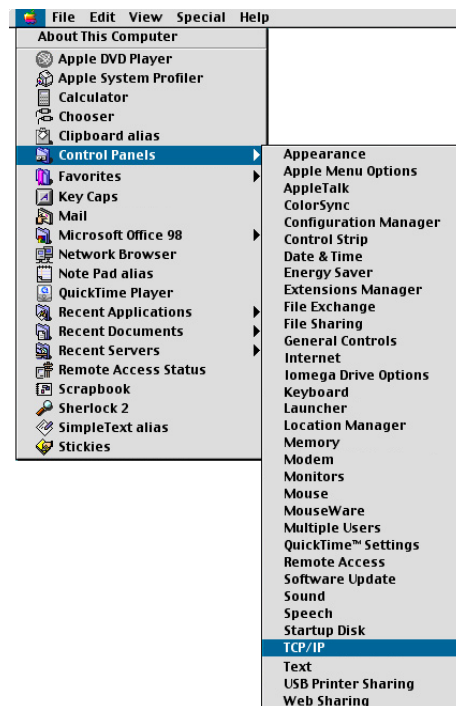 File Edit View Special Help
About This Computer
Apple DVD Player
Apple System Profiler
Calculator
Chooser
Clipboard alias
Control Panels
Favorites
Key Caps
Mail
Microsoft Office 98
Network Browser
Note Pad alias
QuickTime Player
Recent Applications
Recent Documents
Recent Servers
Remote Access Status
Scrapbook
Sherlock 2
SimpleText alias
Stickies
Appearance
Apple Menu Options
AppleTalk
ColorSync
Configuration Manager
Control Strip
Date & Time
Energy Saver
Extensions Manager
File Exchange
File Sharing
General Controls
Internet
Iomega Drive Options
Keyboard
Launcher
Location Manager
Memory
Modem
Monitors
Mouse
MouseWare
Multiple Users
QuickTime™ Settings
Remote Access
Software Update
Sound
Speech
Startup Disk
TCP/IP
Text
USB Printer Sharing
Web Sharing